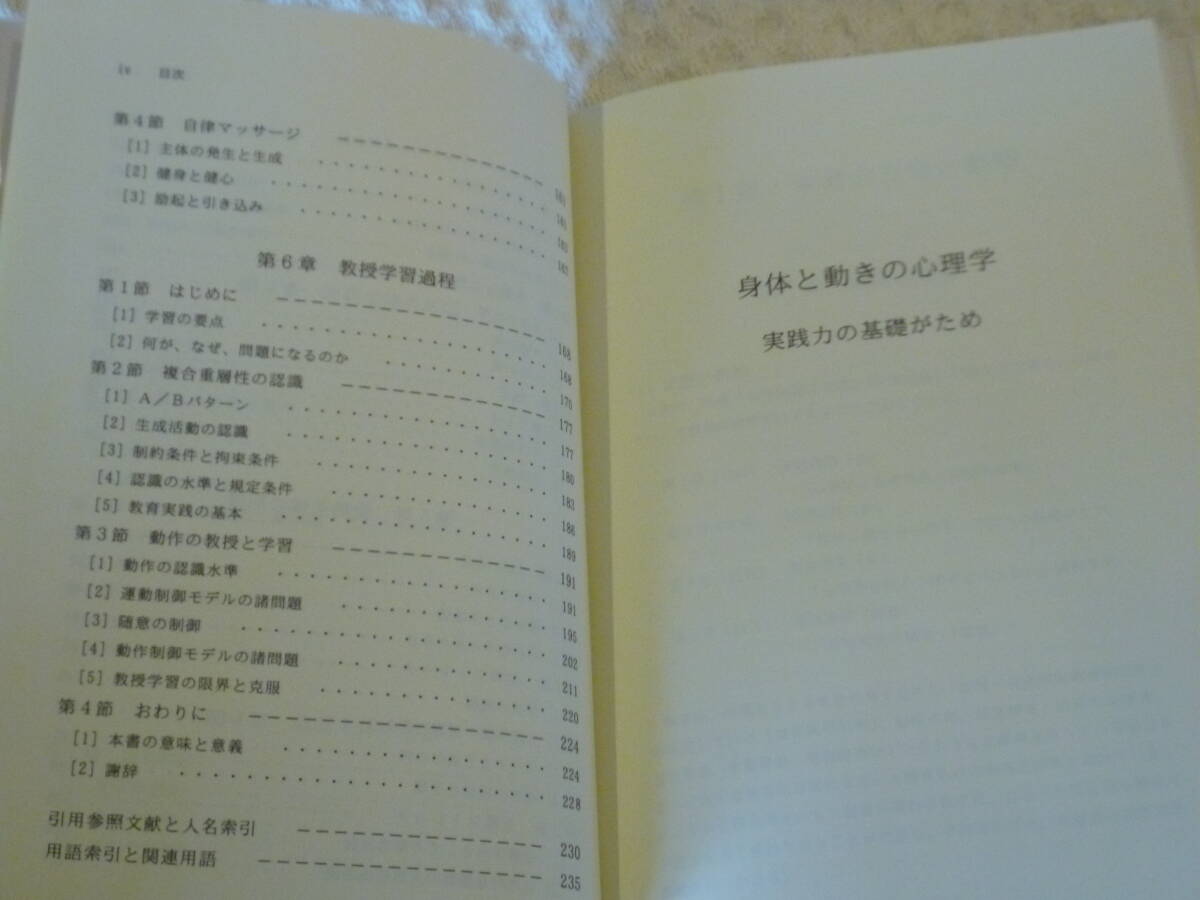 iv 目次
第4節 自律マッサージ ―――――――――― 161
[1] 主体の発生と生成 ・・・・・・・・・・ 161
[2] 健身と健心 ・・・・・・・・・・ 163
[3] 励起と引き込み ・・・・・・・・・・
第6章 教授学習過程
第1節 はじめに ―――――――――― 168
[1] 学習の要点 ・・・・・・・・・・ 168
[2] 何が、なぜ、問題になるのか ・・・・・・・・・・ 170
第2節 複合重層性の認識 ―――――――――― 177
[1] A／Bパターン ・・・・・・・・・・ 177
[2] 生成活動の認識 ・・・・・・・・・・ 180
[3] 制約条件と拘束条件 ・・・・・・・・・・ 183
[4] 認識の水準と規定条件 ・・・・・・・・・・ 186
[5] 教育実践の基本 ・・・・・・・・・・ 189
第3節 動作の教授と学習 ―――――――――― 191
[1] 動作の認識水準 ・・・・・・・・・・ 191
[2] 運動制御モデルの諸問題 ・・・・・・・・・・ 195
[3] 随意の制御 ・・・・・・・・・・ 202
[4] 動作制御モデルの諸問題 ・・・・・・・・・・ 211
[5] 教授学習の限界と克服 ・・・・・・・・・・ 220
第4節 おわりに ―――――――――― 224
[1] 本書の意味と意義 ・・・・・・・・・・ 224
[2] 謝辞 ・・・・・・・・・・ 228
引用参照文献と人名索引 ―――――――――― 230
用語索引と関連用語 ―――――――――― 235
身体と動きの心理学
実践力の基礎がため